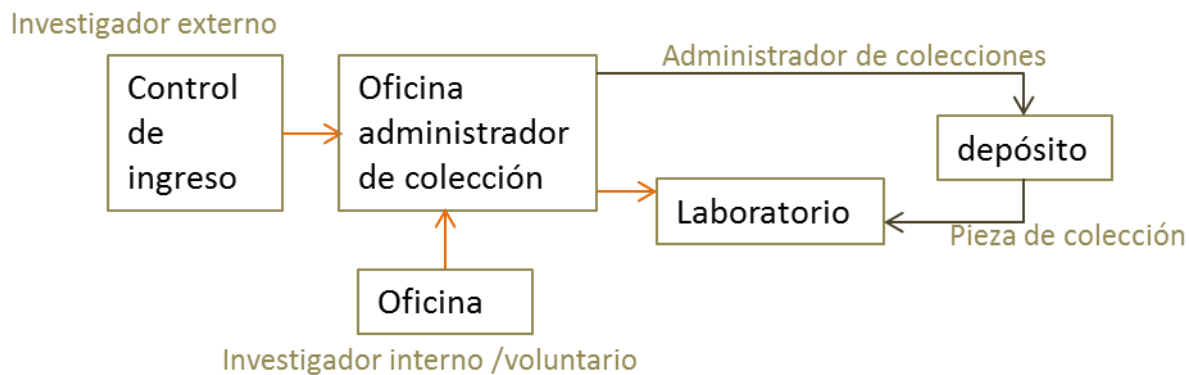 Investigador externo
Administrador de colecciones
Control
de
ingreso
Oficina
administrador
de colección
depósito
Laboratorio
Pieza de colección
Oficina
Investigador interno /voluntario